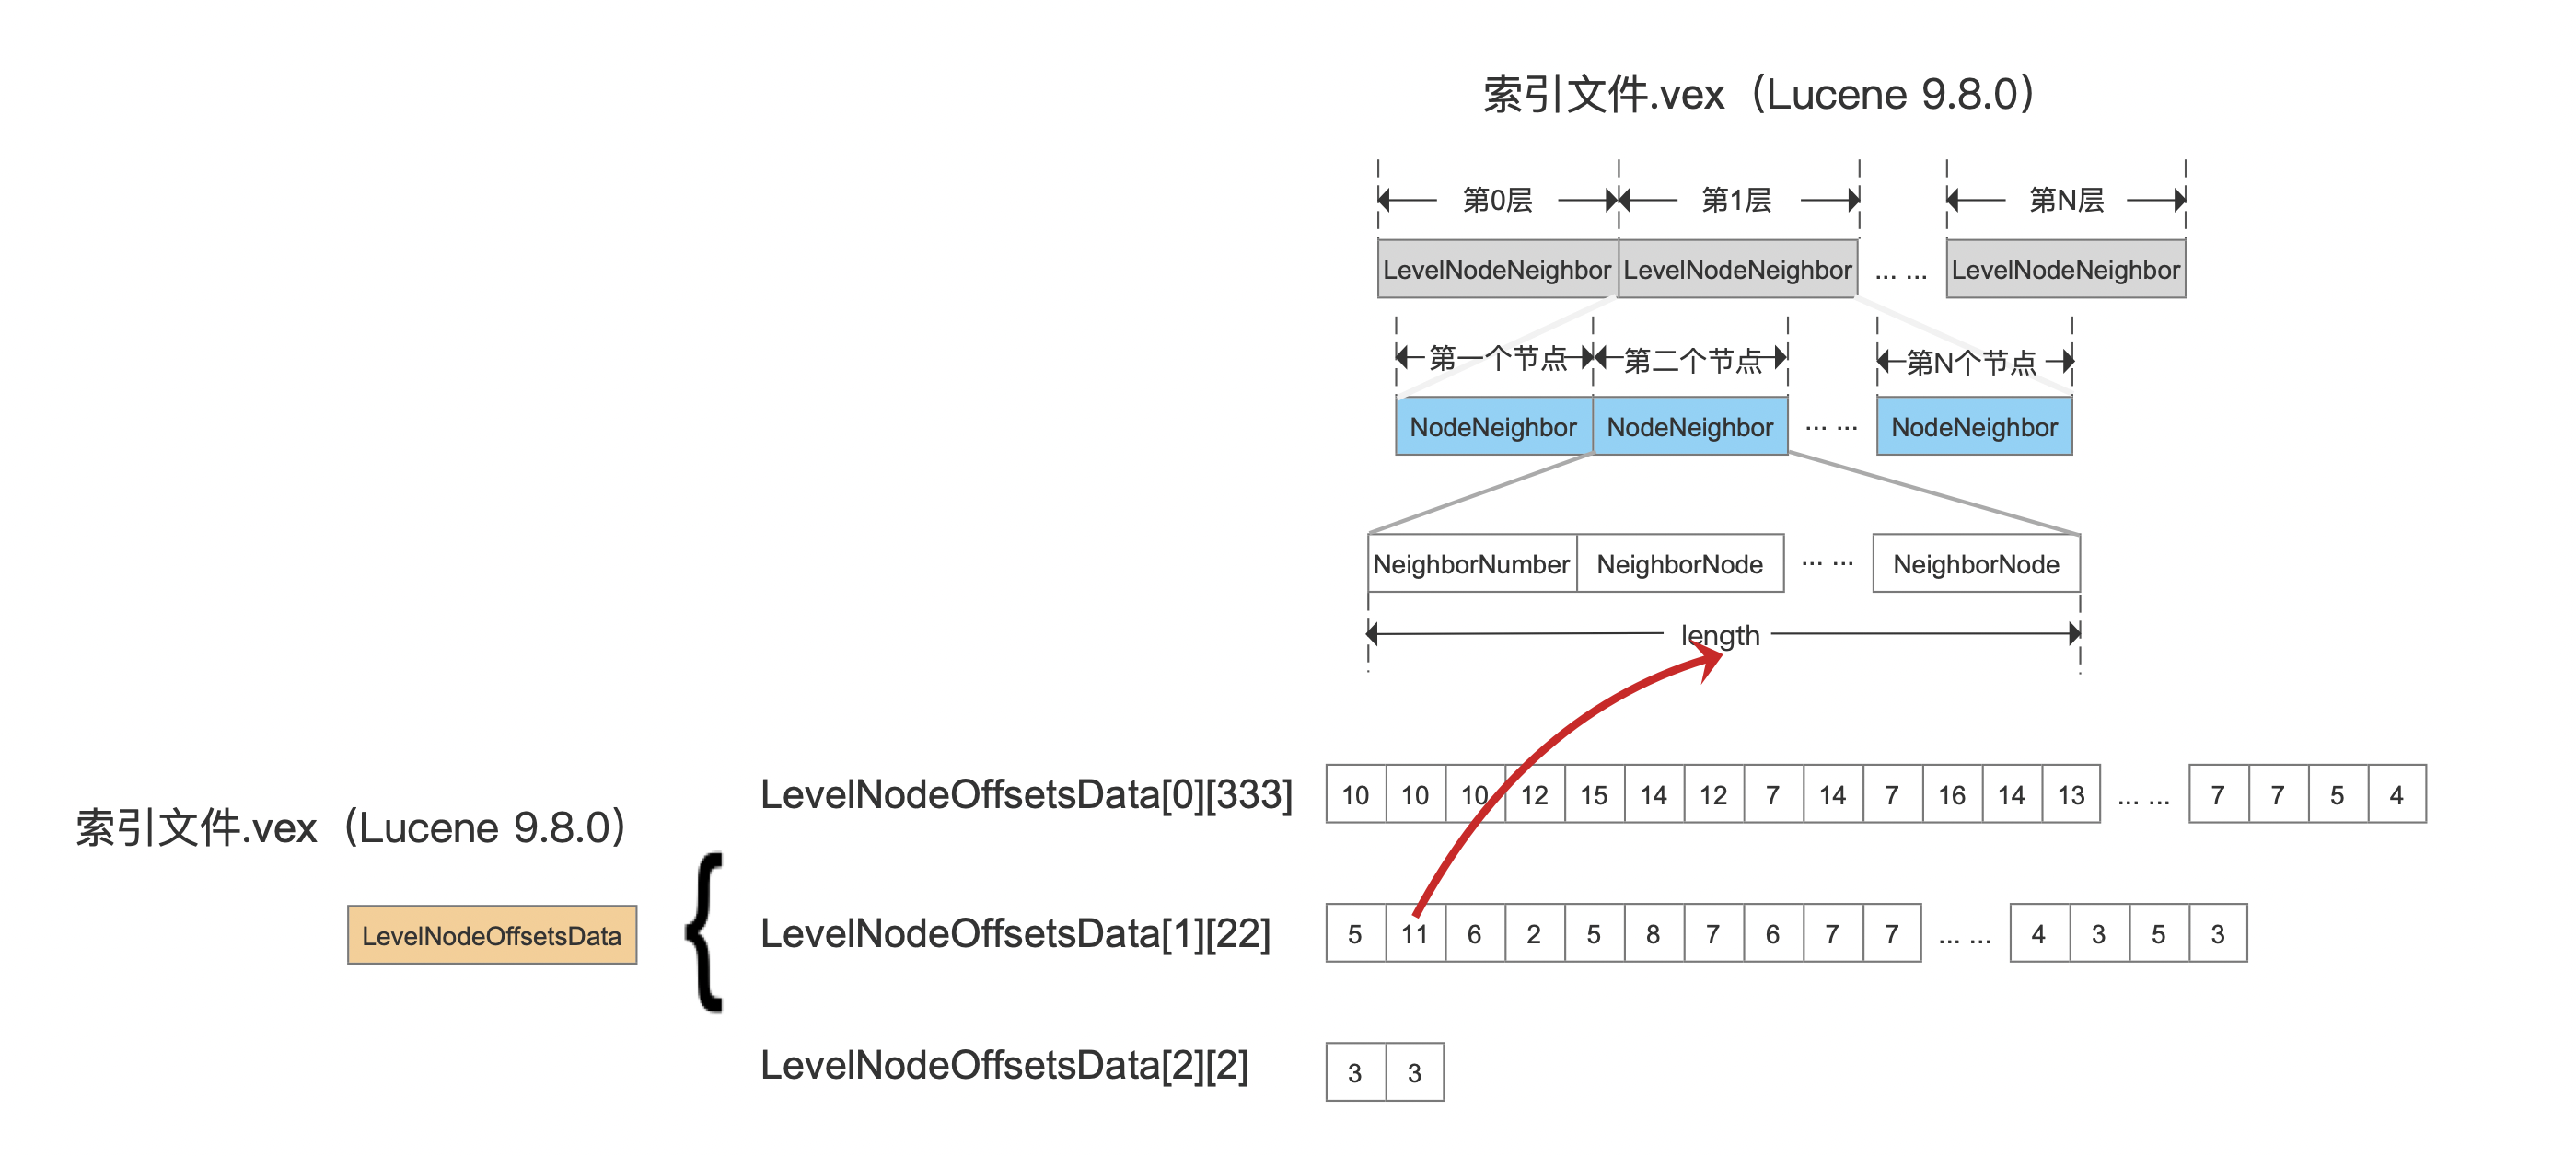 索引文件.vex（Lucene 9.8.0）
第0层 第1层 第N层
LevelNodeNeighbor LevelNodeNeighbor ... ... LevelNodeNeighbor
第一个节点 第二个节点 第N个节点
NodeNeighbor NodeNeighbor ... ... NodeNeighbor
NeighborNumber NeighborNode ... ... NeighborNode
length
索引文件.vex（Lucene 9.8.0）
LevelNodeOffsetsData
LevelNodeOffsetsData[0][333] 10 10 10 12 15 14 12 7 14 7 16 14 13 ... ... 7 7 5 4
LevelNodeOffsetsData[1][22] 5 11 6 2 5 8 7 6 7 7 ... ... 4 3 5 3
LevelNodeOffsetsData[2][2] 3 3